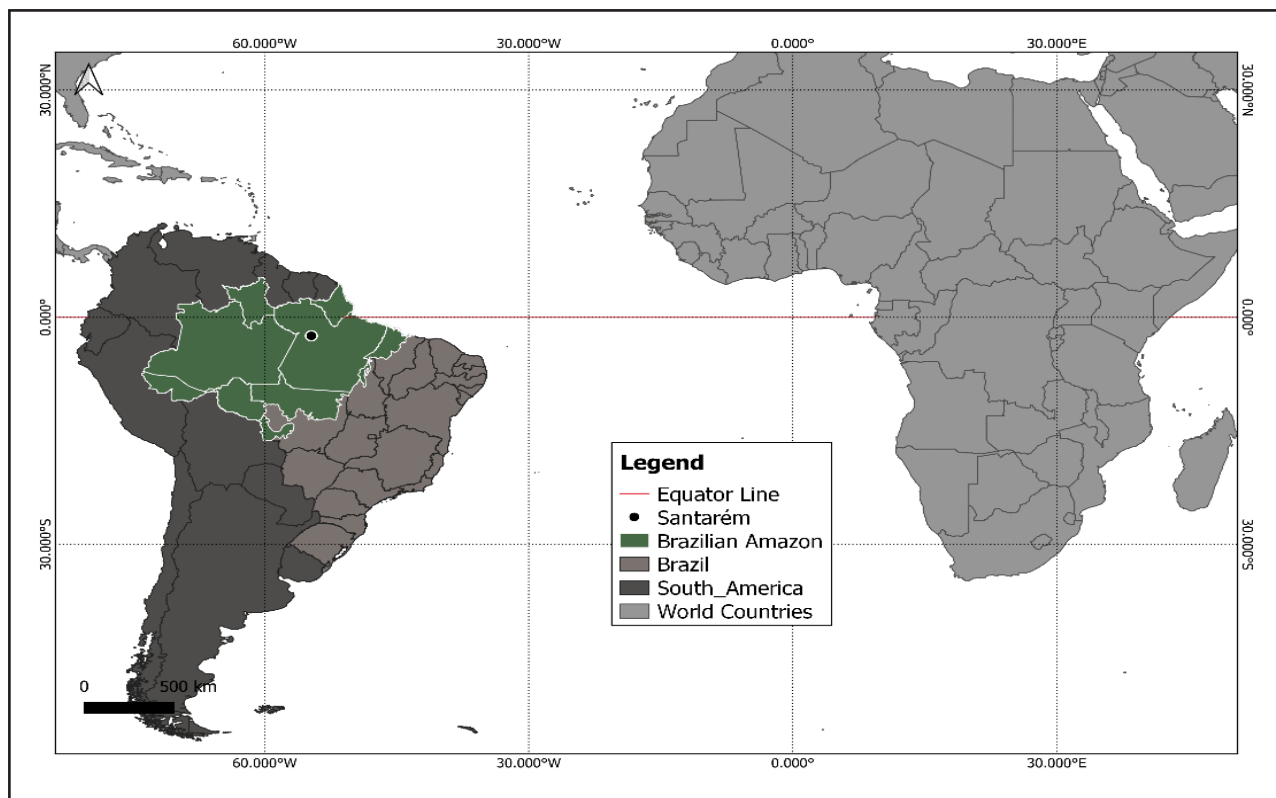 60.000°W 30.000°W 0.000° 30.000°E
30.000°N 30.000°N
0.000° 0.000°
Legend
Equator Line
Santarém
Brazilian Amazon
Brazil
South_America
World Countries
30.000°S 30.000°S
0 500 km
60.000°W 30.000°W 0.000° 30.000°E